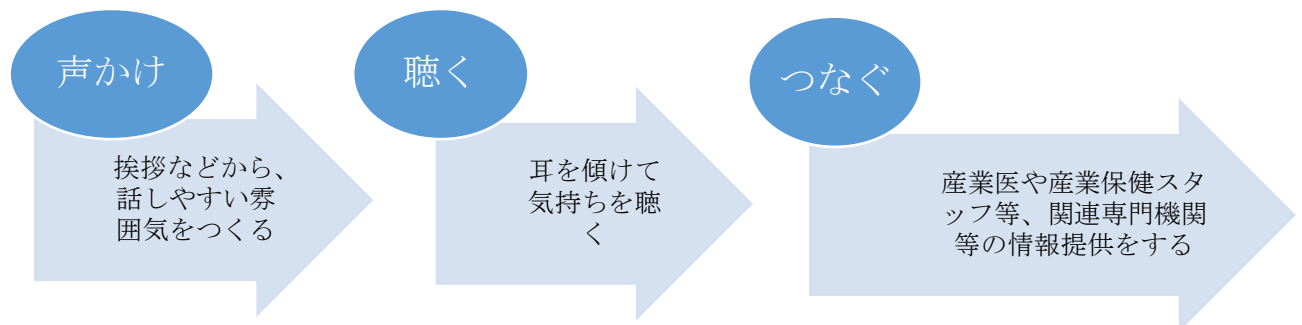 声かけ
挨拶などから、
話しやすい雰
囲気をつくる
聴く
耳を傾けて
気持ちを聴
く
つなぐ
産業医や産業保健スタ
ッフ等、関連専門機関
等の情報提供をする